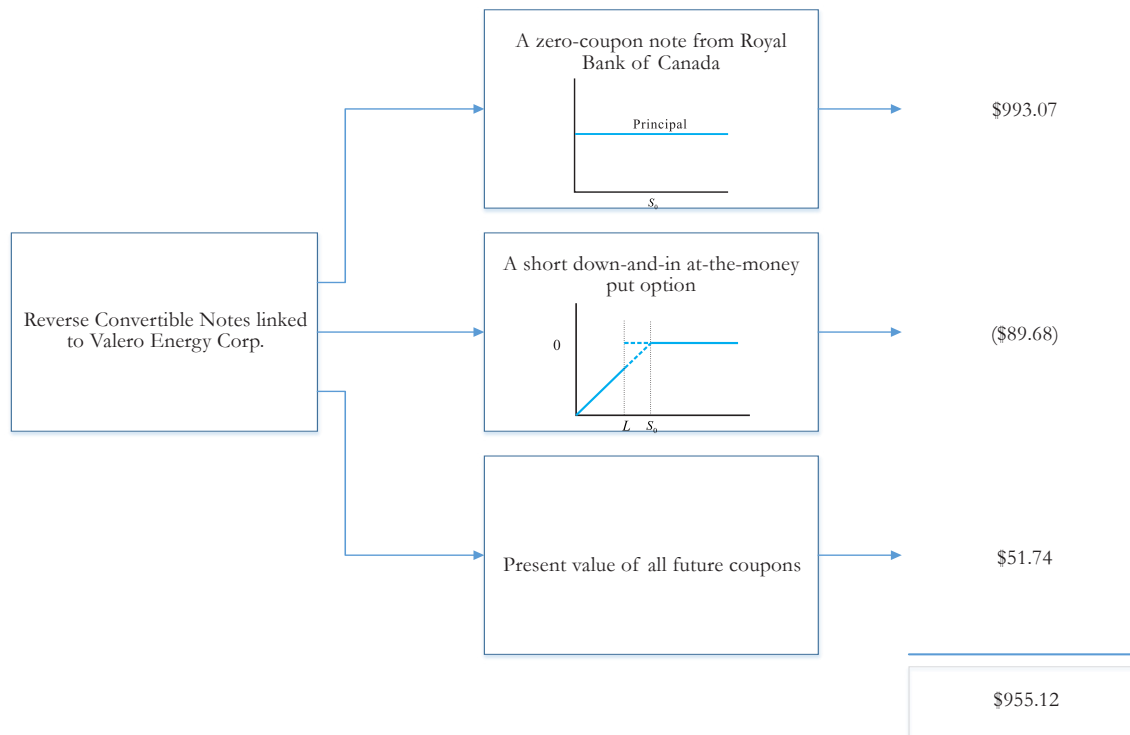 A zero-coupon note from Royal
Bank of Canada
Principal
S₀
$993.07
Reverse Convertible Notes linked
to Valero Energy Corp.
A short down-and-in at-the-money
put option
0
L
S₀
($89.68)
Present value of all future coupons
$51.74
$955.12